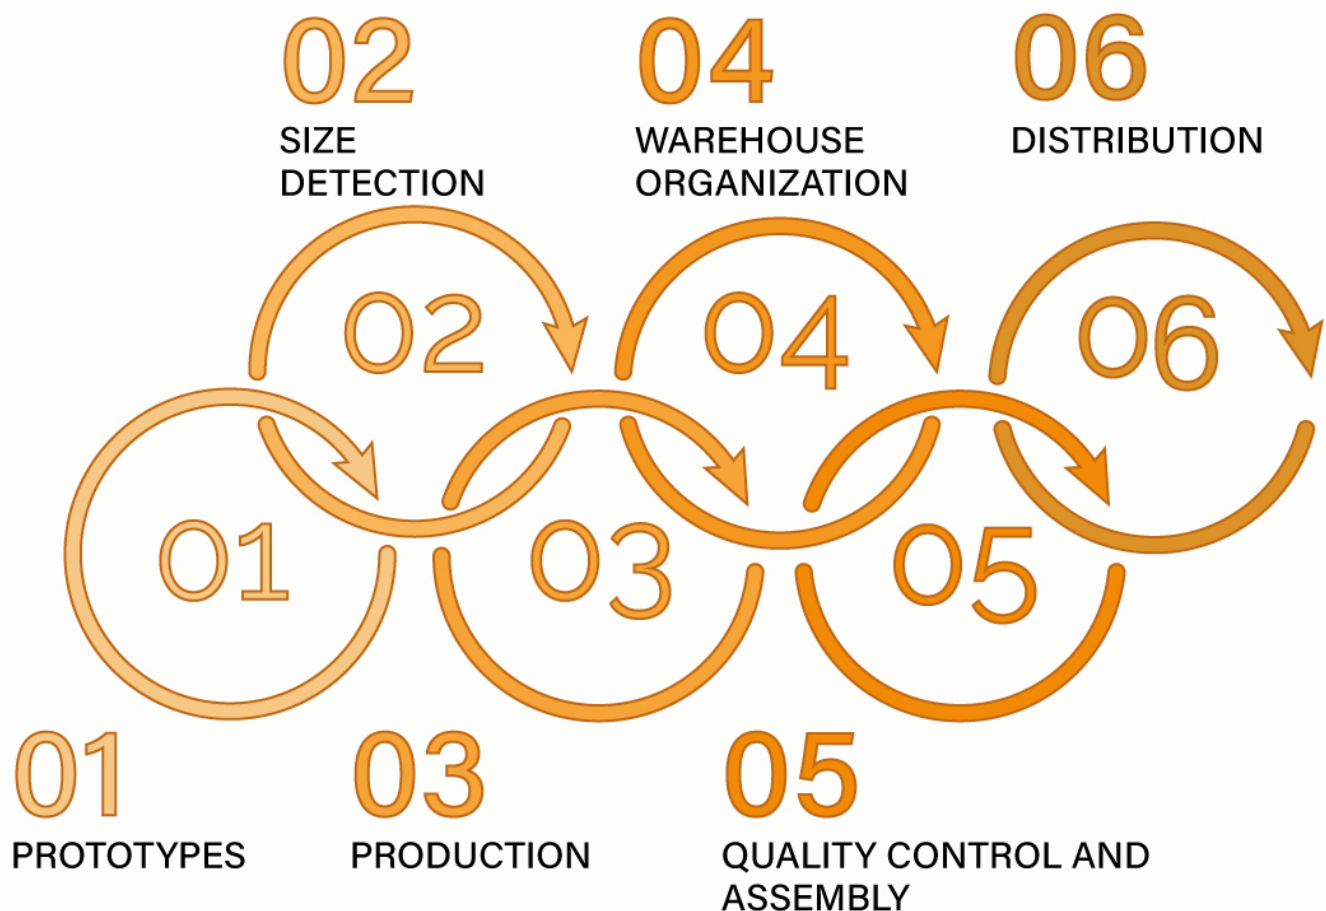 02
SIZE
DETECTION
04
WAREHOUSE
ORGANIZATION
06
DISTRIBUTION
02
04
06
01
03
05
01
PROTOTYPES
03
PRODUCTION
05
QUALITY CONTROL AND
ASSEMBLY